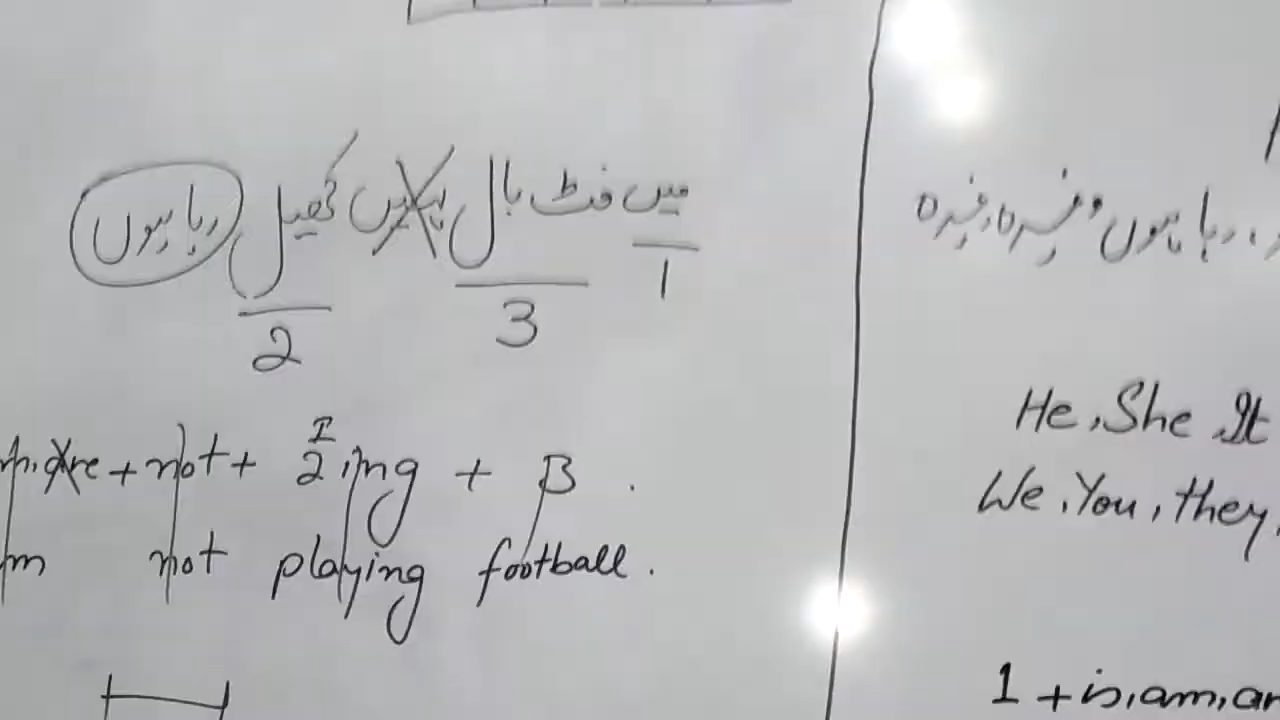 میں فٹ بال نہیں کھیل رہا ہوں
1 3 2
am, are + not + 2 I ing + 3 .
am not playing football.
رہا ہوں وغیرہ وغیرہ
He, She, It
We, You, they,
1 + is, am, ar